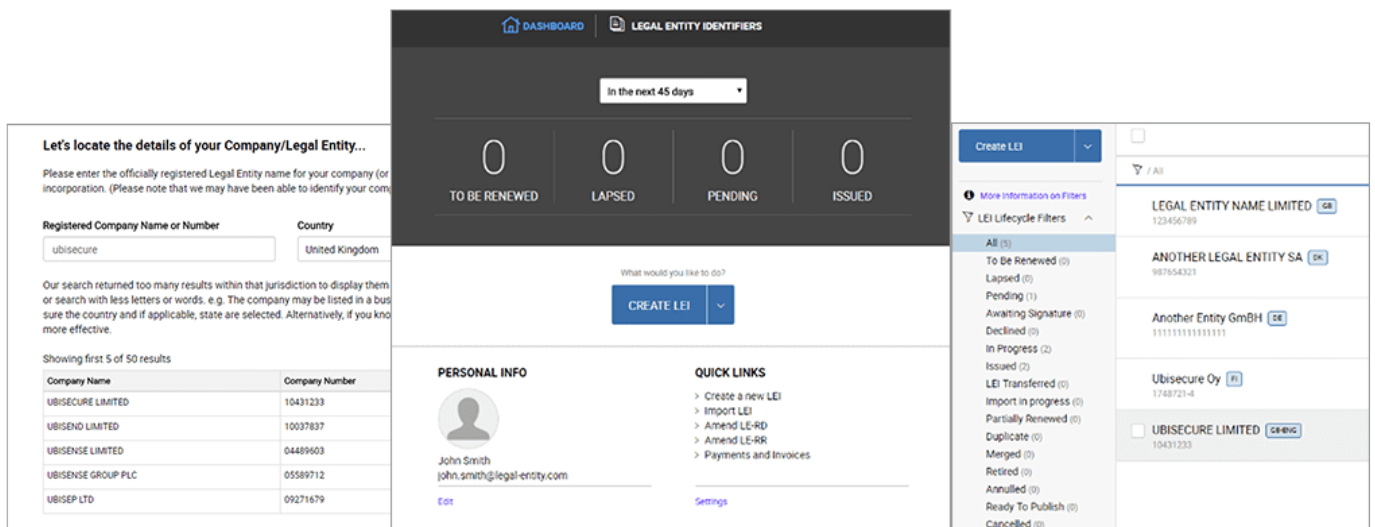 Let's locate the details of your Company/Legal Entity...
Please enter the officially registered Legal Entity name for your company (or
incorporation. (Please note that we may have been able to identify your com
Registered Company Name or Number
Country
ubisecure
United Kingdom
Our search returned too many results within that jurisdiction to display them
or search with less letters or words. e.g. The company may be listed in a bus
sure the country and if applicable, state are selected. Alternatively, if you kno
more effective.
Showing first 5 of 50 results
Company Name
Company Number
UBISECURE LIMITED
10431233
UBISEND LIMITED
10037837
UBISENSE LIMITED
04489603
UBISENSE GROUP PLC
05589712
UBISEP LTD
09271679
DASHBOARD
LEGAL ENTITY IDENTIFIERS
In the next 45 days
0
TO BE RENEWED
0
LAPSED
0
PENDING
0
ISSUED
What would you like to do?
CREATE LEI
PERSONAL INFO
John Smith
john.smith@legal-entity.com
Edit
QUICK LINKS
> Create a new LEI
> Import LEI
> Amend LE-RD
> Amend LE-RR
> Payments and Invoices
Settings
Create LEI
More Information on Filters
LEI Lifecycle Filters
All (5)
To Be Renewed (0)
Lapsed (0)
Pending (1)
Awaiting Signature (0)
Declined (0)
In Progress (2)
Issued (2)
LEI Transferred (0)
Import in progress (0)
Partially Renewed (0)
Duplicate (0)
Merged (0)
Retired (0)
Annulled (0)
Ready To Publish (0)
Cancelled (0)
/ All
LEGAL ENTITY NAME LIMITED GB
123456789
ANOTHER LEGAL ENTITY SA DK
987654321
Another Entity GmBH DE
111111111111111
Ubisecure Oy FI
1748721-4
UBISECURE LIMITED GB-ENG
10431233